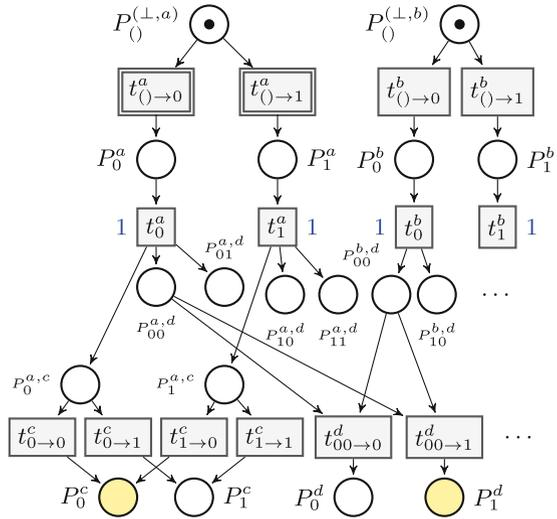 P_{()}^{(⊥,a)} P_{()}^{(⊥,b)}
t_{()→0}^{a} t_{()→1}^{a} t_{()→0}^{b} t_{()→1}^{b}
P_0^a P_1^a P_0^b P_1^b
1 t_0^a t_1^a 1 1 t_0^b t_1^b 1
P_{01}^{a,d} P_{00}^{b,d}
...
P_{00}^{a,d} P_{10}^{a,d} P_{11}^{a,d} P_{10}^{b,d}
P_0^{a,c} P_1^{a,c}
t_{0→0}^{c} t_{0→1}^{c} t_{1→0}^{c} t_{1→1}^{c} t_{00→0}^{d} t_{00→1}^{d} ...
P_0^c P_1^c P_0^d P_1^d